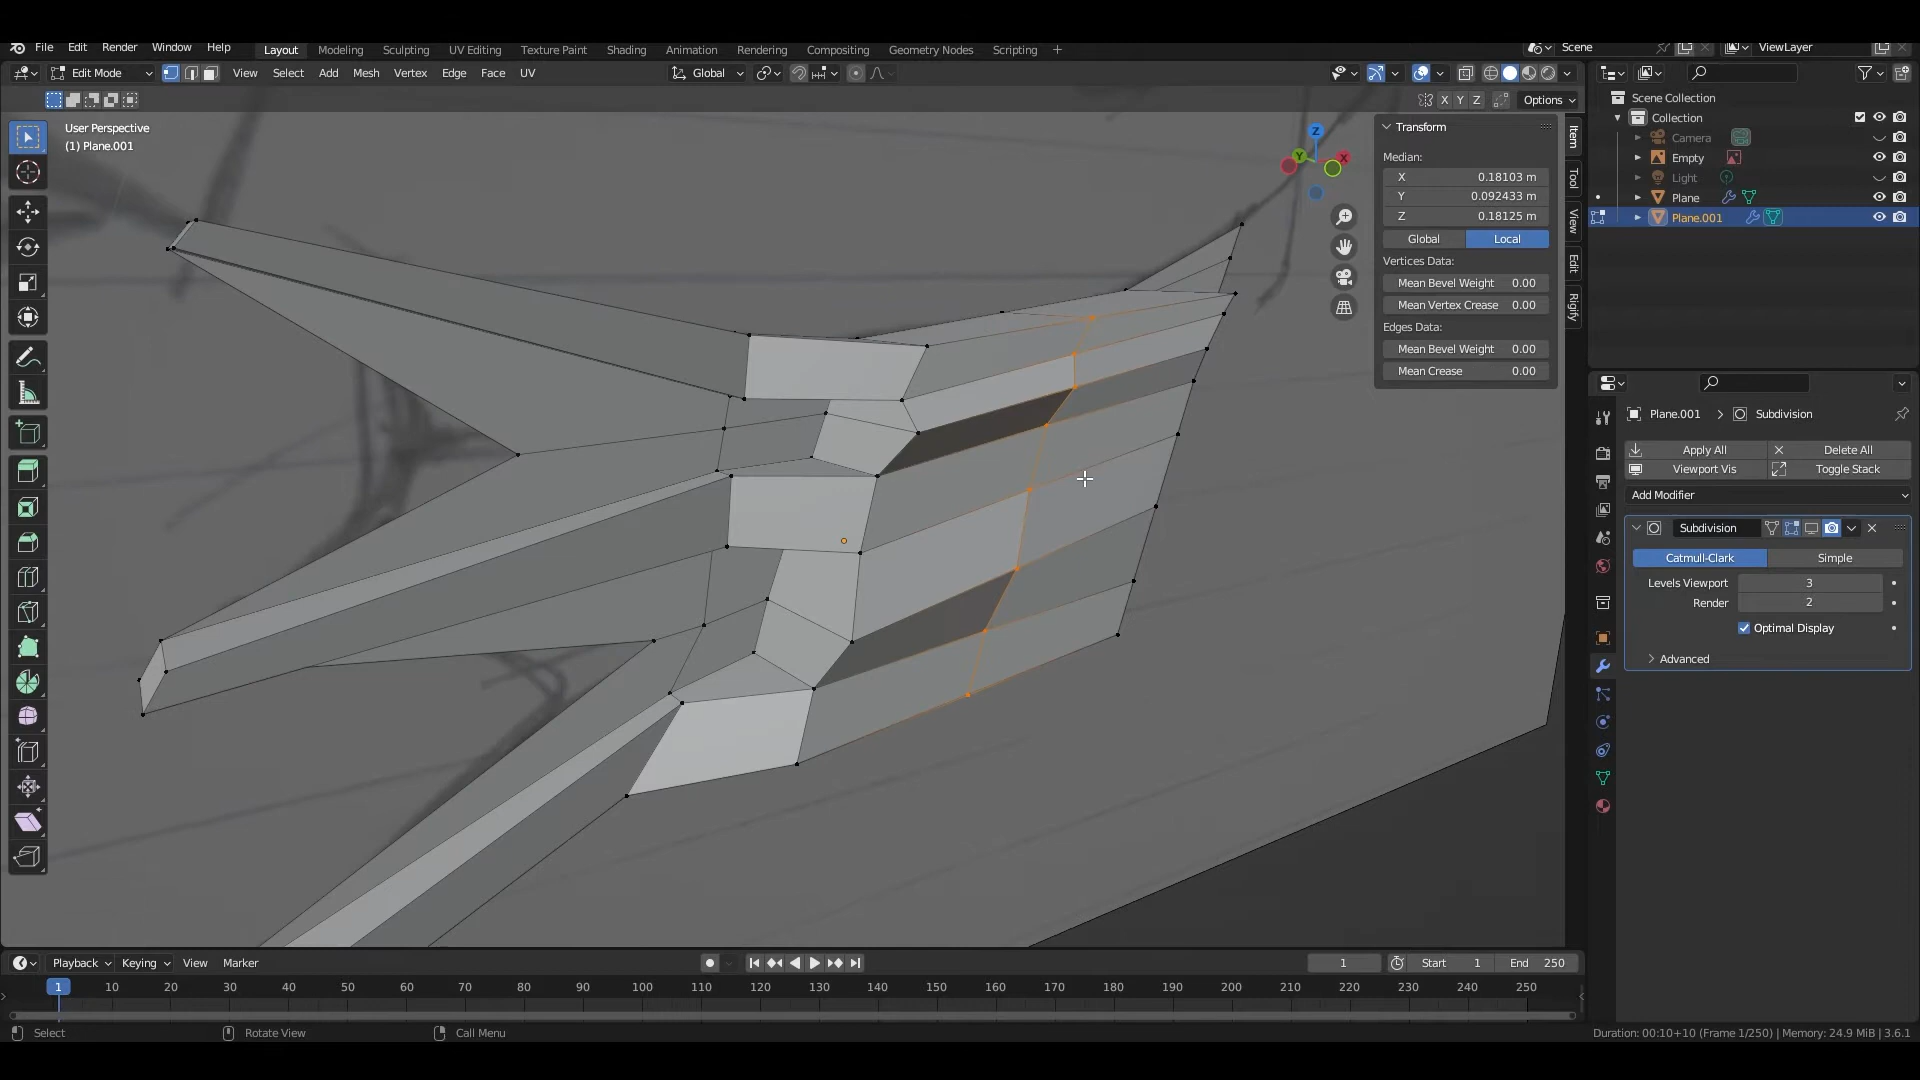 File Edit Render Window Help Layout Modeling Sculpting UV Editing Texture Paint Shading Animation Rendering Compositing Geometry Nodes Scripting + Scene ViewLayer
Edit Mode View Select Add Mesh Vertex Edge Face UV Global
X Y Z Options
User Perspective
(1) Plane.001
Z
Y
X
Transform
Median:
X 0.18103 m
Y 0.092433 m
Z 0.18125 m
Global Local
Vertices Data:
Mean Bevel Weight 0.00
Mean Vertex Crease 0.00
Edges Data:
Mean Bevel Weight 0.00
Mean Crease 0.00
Item
Tool
View
Edit
Rigify
Scene Collection
Collection
Camera
Empty
Light
Plane
Plane.001
Plane.001 > Subdivision
Apply All Delete All
Viewport Vis Toggle Stack
Add Modifier
Subdivision
Catmull-Clark Simple
Levels Viewport 3
Render 2
Optimal Display
Advanced
Playback Keying View Marker 1 Start 1 End 250
1 10 20 30 40 50 60 70 80 90 100 110 120 130 140 150 160 170 180 190 200 210 220 230 240 250
Select Rotate View Call Menu Duration: 00:10+10 (Frame 1/250) | Memory: 24.9 MiB | 3.6.1